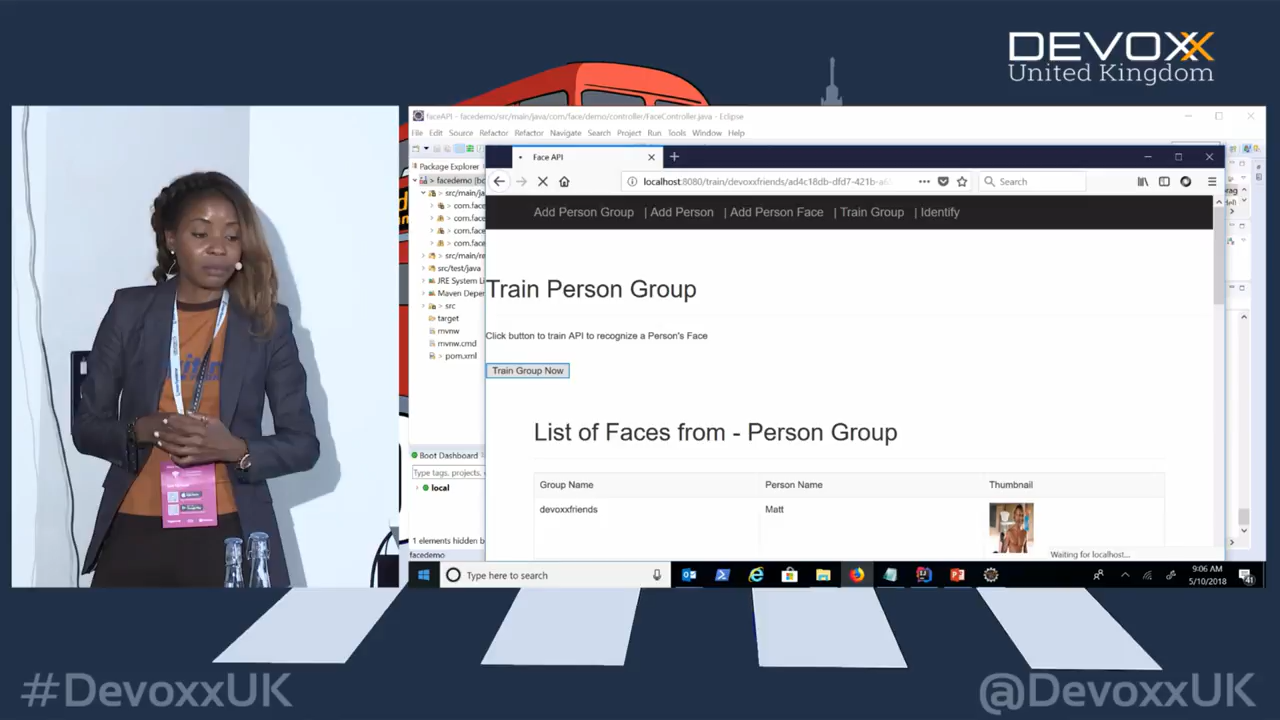 DEVOXX
United Kingdom
faceAPI - facedemo/src/main/java/com/face/demo/controller/FaceController.java - Eclipse
File Edit Source Refactor Refactor Navigate Search Project Run Tools Window Help
Package Explorer
Face API
localhost:8080/train/devoxxfriends/ad4c18db-dfd7-421b-a6
Search
facedemo
src/main/j
com.face
com.face
com.face
com.face
src/main/re
src/test/java
JRE System Li
Maven Deper
src
target
mvnw
mvnw.cmd
pom.xml
Add Person Group | Add Person | Add Person Face | Train Group | Identify
Train Person Group
Click button to train API to recognize a Person's Face
Train Group Now
List of Faces from - Person Group
Group Name Person Name Thumbnail
devoxxfriends Matt
Boot Dashboard
Type tags, projects,
local
1 elements hidden b
facedemo
Waiting for localhost...
Type here to search
9:06 AM
5/10/2018
41
#DevoxxUK
@DevoxxUK